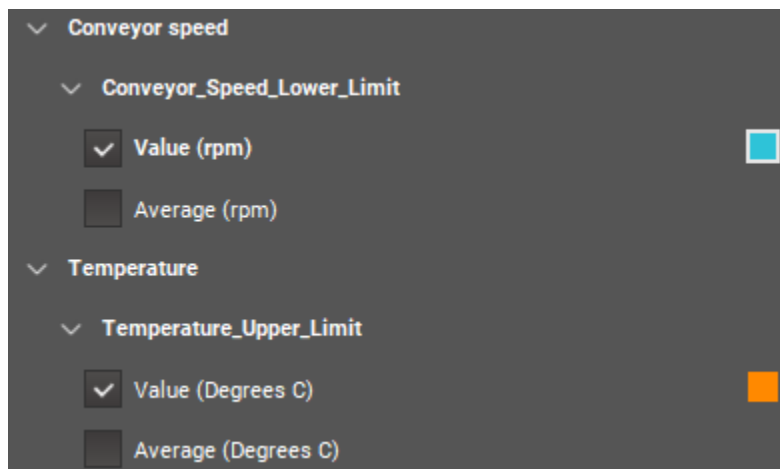 Conveyor speed
Conveyor_Speed_Lower_Limit
Value (rpm)
Average (rpm)
Temperature
Temperature_Upper_Limit
Value (Degrees C)
Average (Degrees C)